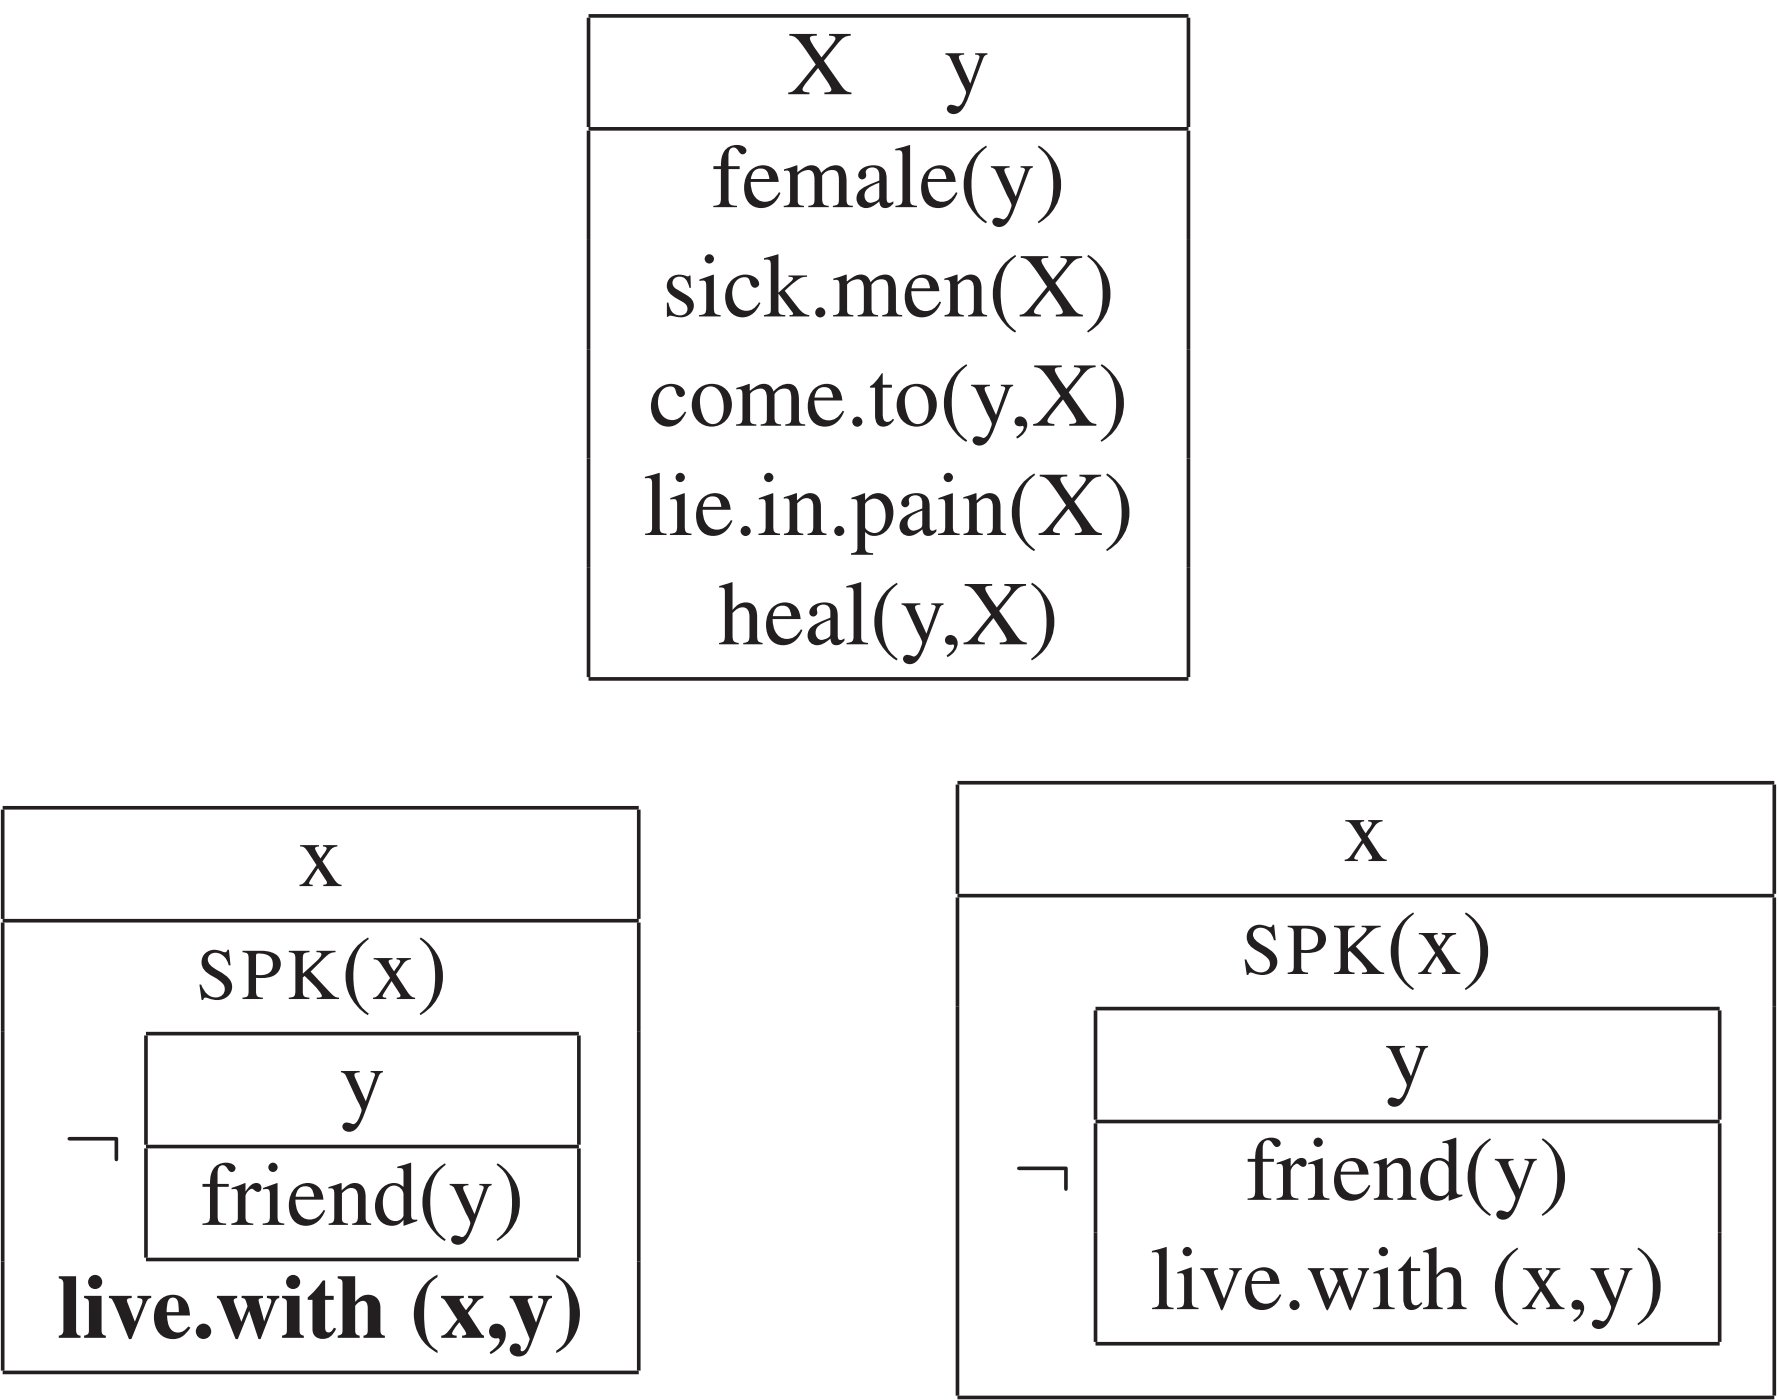 X y
female(y)
sick.men(X)
come.to(y,X)
lie.in.pain(X)
heal(y,X)
x
SPK(x)
y
¬
friend(y)
live.with (x,y)
x
SPK(x)
y
¬
friend(y)
live.with (x,y)